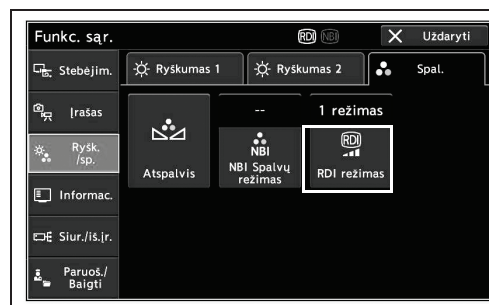 Funkc. sąr.
RDI NBI
Uždaryti
Stebėjim.
Įrašas
Ryšk.
/sp.
Informac.
Siur./iš.įr.
Paruoš./
Baigti
Ryškumas 1
Ryškumas 2
Spal.
Atspalvis
--
NBI
NBI Spalvų
režimas
1 režimas
RDI
RDI režimas